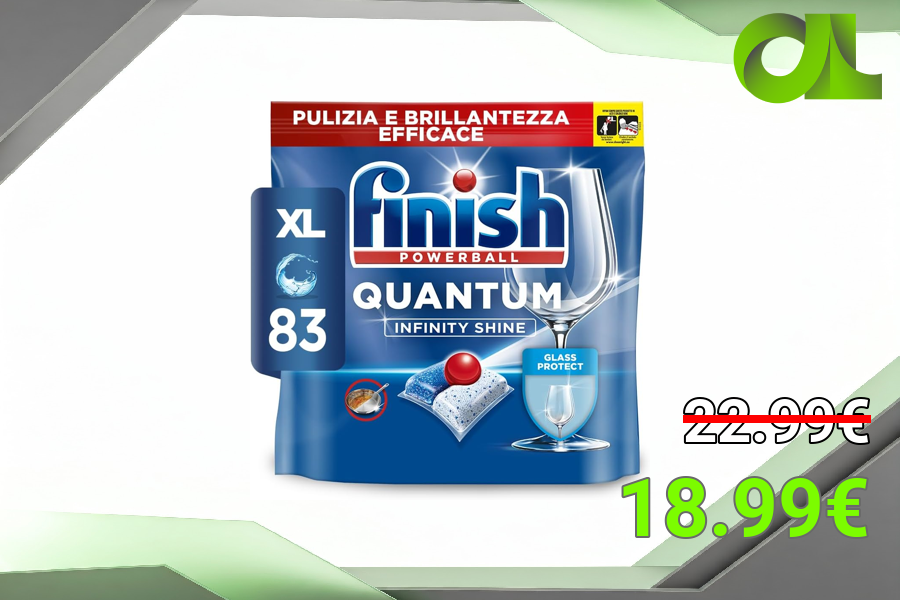 PULIZIA E BRILLANTEZZA
EFFICACE
finish
POWERBALL
XL
83
QUANTUM
INFINITY SHINE
GLASS
PROTECT
22.99€
18.99€